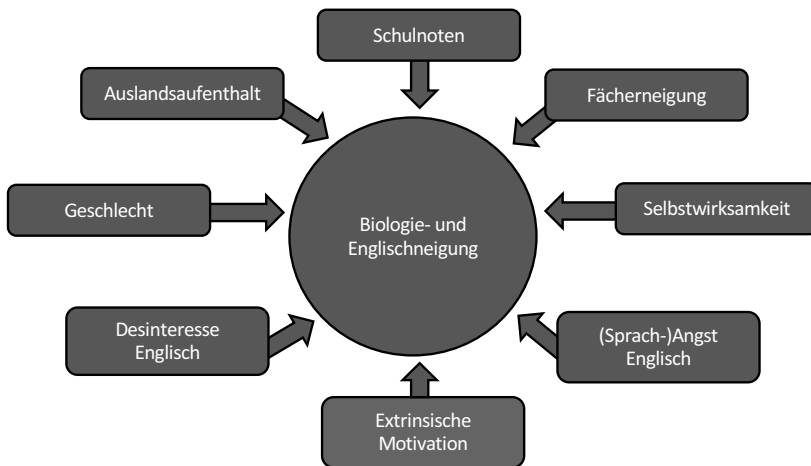 Schulnoten
Auslandsaufenthalt
Fächerneigung
Geschlecht
Biologie- und
Englischneigung
Selbstwirksamkeit
Desinteresse
Englisch
(Sprach-)Angst
Englisch
Extrinsische
Motivation